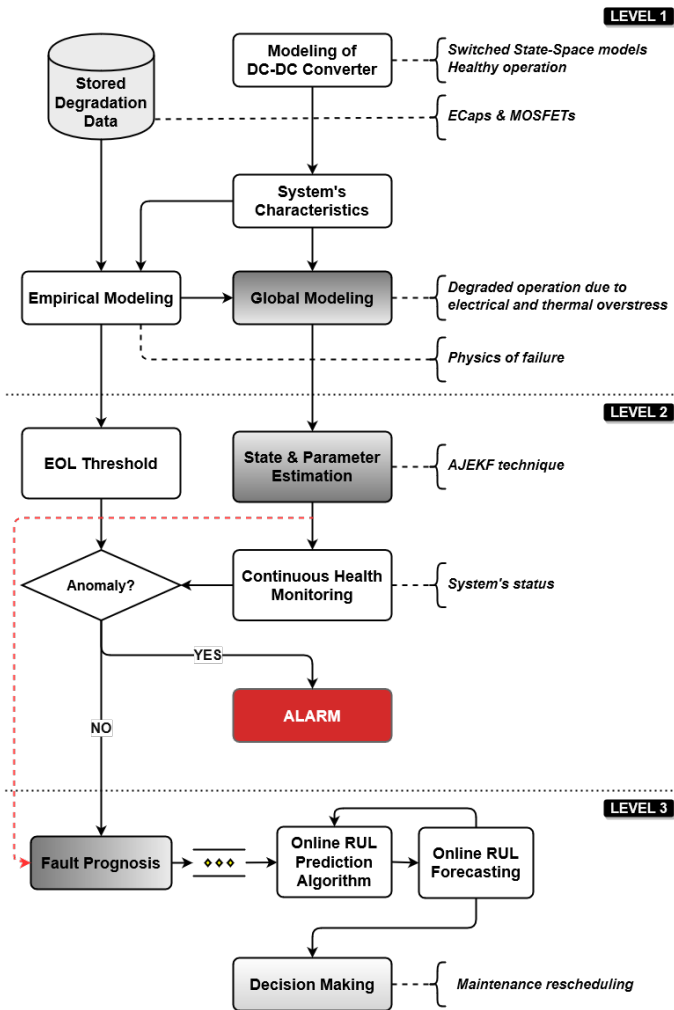 LEVEL 1
Stored
Degradation
Data
Modeling of
DC-DC Converter
Switched State-Space models
Healthy operation
ECaps & MOSFETs
System's
Characteristics
Empirical Modeling
Global Modeling
Degraded operation due to
electrical and thermal overstress
Physics of failure
LEVEL 2
EOL Threshold
State & Parameter
Estimation
AJEKF technique
Anomaly?
Continuous Health
Monitoring
System's status
YES
ALARM
NO
LEVEL 3
Fault Prognosis
Online RUL
Prediction
Algorithm
Online RUL
Forecasting
Decision Making
Maintenance rescheduling